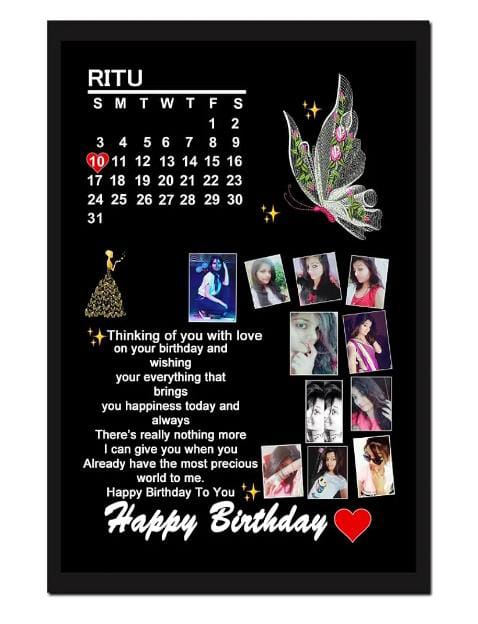 RITU
S M T W T F S
1 2
3 4 5 6 7 8 9
10 11 12 13 14 15 16
17 18 19 20 21 22 23
24 25 26 27 28 29 30
31
Thinking of you with love
on your birthday and
wishing
your everything that
brings
you happiness today and
always
There's really nothing more
I can give you when you
Already have the most precious
world to me.
Happy Birthday To You
Happy Birthday